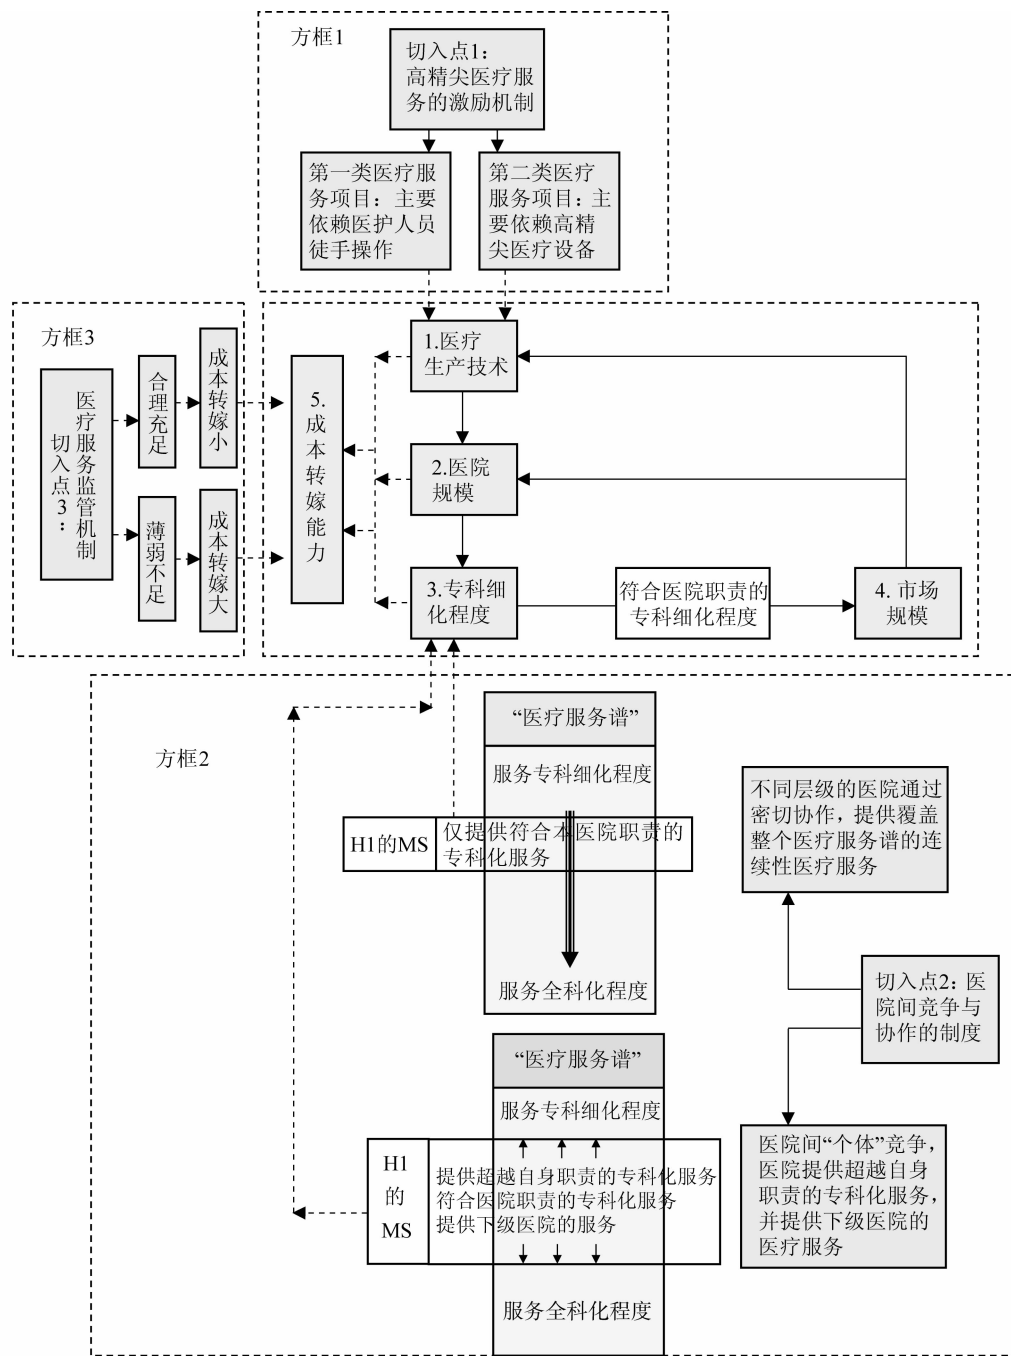 方框1
切入点1：
高精尖医疗服
务的激励机制
第一类医疗服
务项目：主要
依赖医护人员
徒手操作
第二类医疗
服务项目：主
要依赖高精
尖医疗设备
方框3
切入点3：
医疗服务监管机制
合理充足
成本转嫁小
薄弱不足
成本转嫁大
5.成本转嫁能力
1.医疗
生产技术
2.医院
规模
3.专科细
化程度
符合医院职责的
专科细化程度
4. 市场
规模
方框2
“医疗服务谱”
服务专科细化程度
H1的MS
仅提供符合本医院职责的
专科化服务
服务全科化程度
不同层级的医院通过
密切协作，提供覆盖
整个医疗服务谱的连
续性医疗服务
切入点2：医
院间竞争与
协作的制度
“医疗服务谱”
服务专科细化程度
H1
的
MS
提供超越自身职责的专科化服务
符合医院职责的专科化服务
提供下级医院的服务
服务全科化程度
医院间“个体”竞争，
医院提供超越自身
职责的专科化服务，
并提供下级医院的
医疗服务